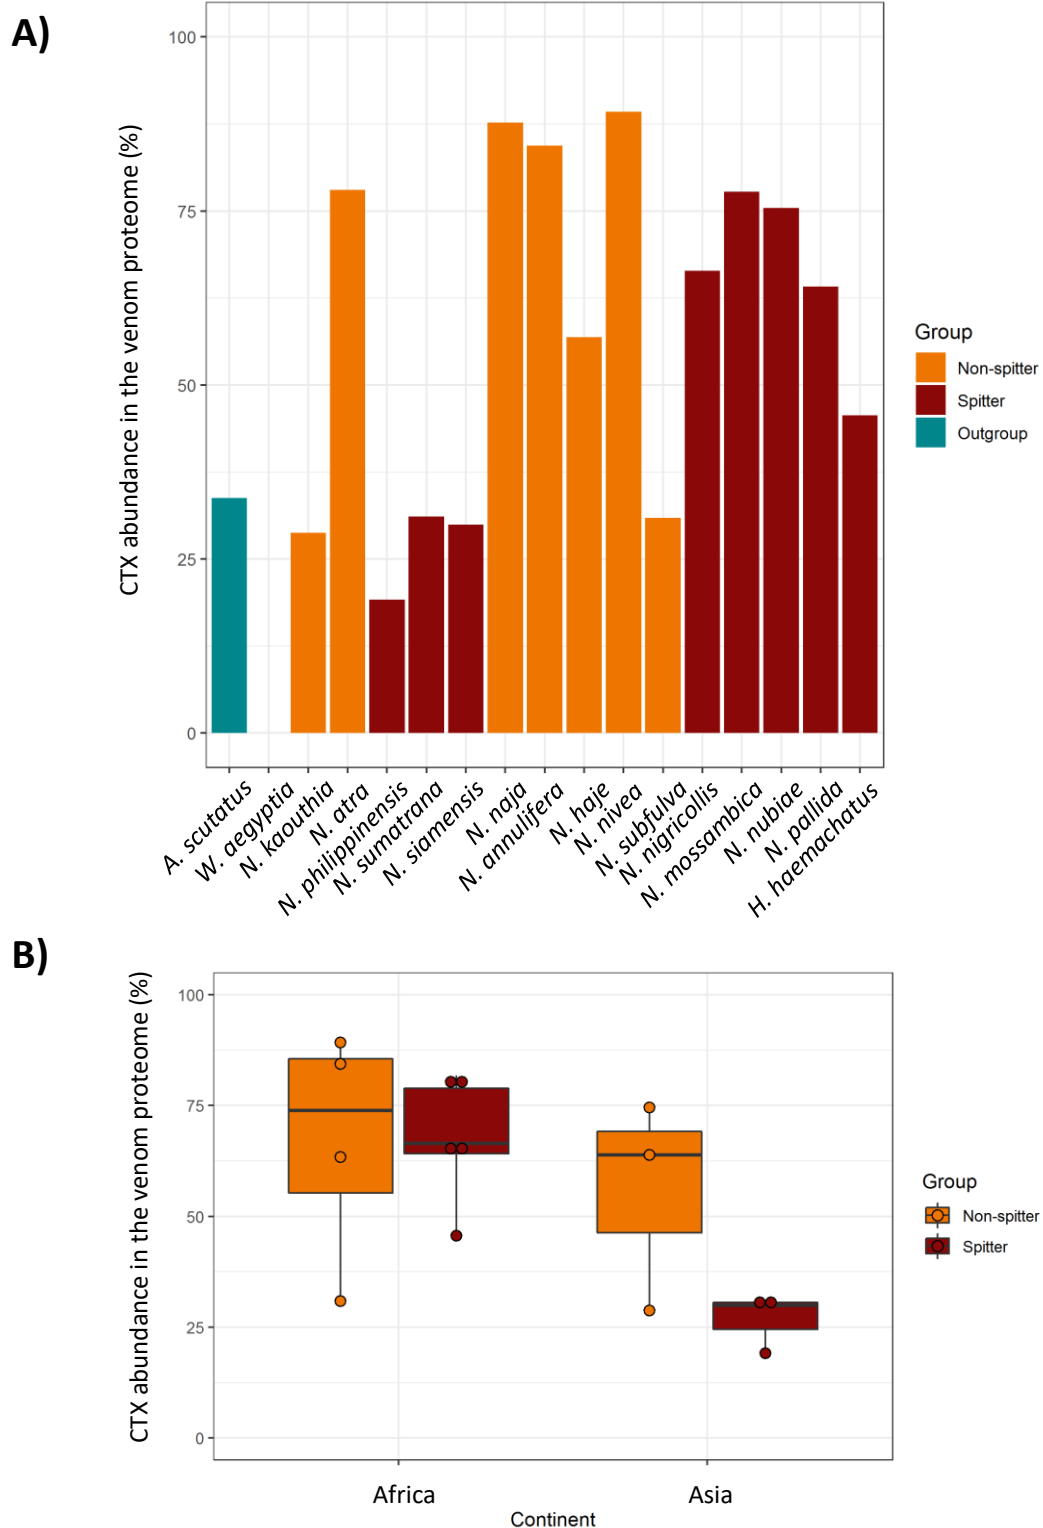 A)
CTX abundance in the venom proteome (%)
100
75
50
25
0
A. scutatus
W. aegyptia
N. kaouthia
N. atra
N. philippinensis
N. sumatrana
N. siamensis
N. naja
N. annulifera
N. haje
N. nivea
N. subfulva
N. nigricollis
N. mossambica
N. nubiae
N. pallida
H. haemachatus
Group
Non-spitter
Spitter
Outgroup
B)
CTX abundance in the venom proteome (%)
100
75
50
25
0
Africa
Asia
Continent
Group
Non-spitter
Spitter